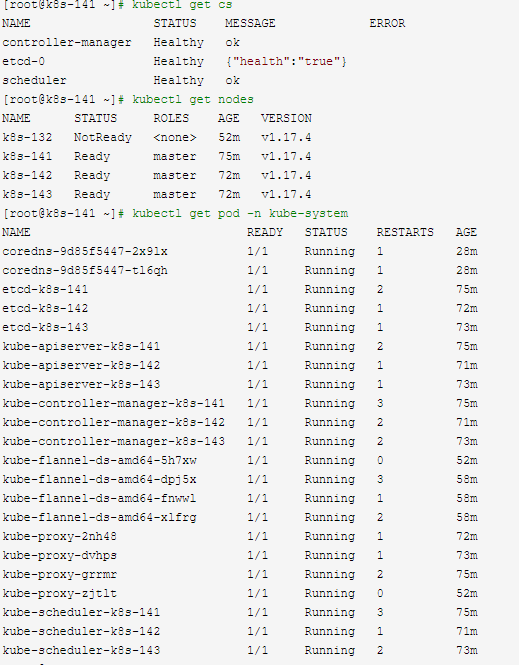 [root@k8s-141 ~]# kubectl get cs
NAME STATUS MESSAGE ERROR
controller-manager Healthy ok
etcd-0 Healthy {"health":"true"}
scheduler Healthy ok
[root@k8s-141 ~]# kubectl get nodes
NAME STATUS ROLES AGE VERSION
k8s-132 NotReady <none> 52m v1.17.4
k8s-141 Ready master 75m v1.17.4
k8s-142 Ready master 72m v1.17.4
k8s-143 Ready master 72m v1.17.4
[root@k8s-141 ~]# kubectl get pod -n kube-system
NAME READY STATUS RESTARTS AGE
coredns-9d85f5447-2x9lx 1/1 Running 1 28m
coredns-9d85f5447-tl6qh 1/1 Running 1 28m
etcd-k8s-141 1/1 Running 2 75m
etcd-k8s-142 1/1 Running 1 72m
etcd-k8s-143 1/1 Running 1 73m
kube-apiserver-k8s-141 1/1 Running 2 75m
kube-apiserver-k8s-142 1/1 Running 1 71m
kube-apiserver-k8s-143 1/1 Running 1 73m
kube-controller-manager-k8s-141 1/1 Running 3 75m
kube-controller-manager-k8s-142 1/1 Running 2 71m
kube-controller-manager-k8s-143 1/1 Running 2 73m
kube-flannel-ds-amd64-5h7xw 1/1 Running 0 52m
kube-flannel-ds-amd64-dpj5x 1/1 Running 3 58m
kube-flannel-ds-amd64-fnwwl 1/1 Running 1 58m
kube-flannel-ds-amd64-xlfrg 1/1 Running 2 58m
kube-proxy-2nh48 1/1 Running 1 72m
kube-proxy-dvhps 1/1 Running 1 73m
kube-proxy-grrmr 1/1 Running 2 75m
kube-proxy-zjtlt 1/1 Running 0 52m
kube-scheduler-k8s-141 1/1 Running 3 75m
kube-scheduler-k8s-142 1/1 Running 1 71m
kube-scheduler-k8s-143 1/1 Running 2 73m